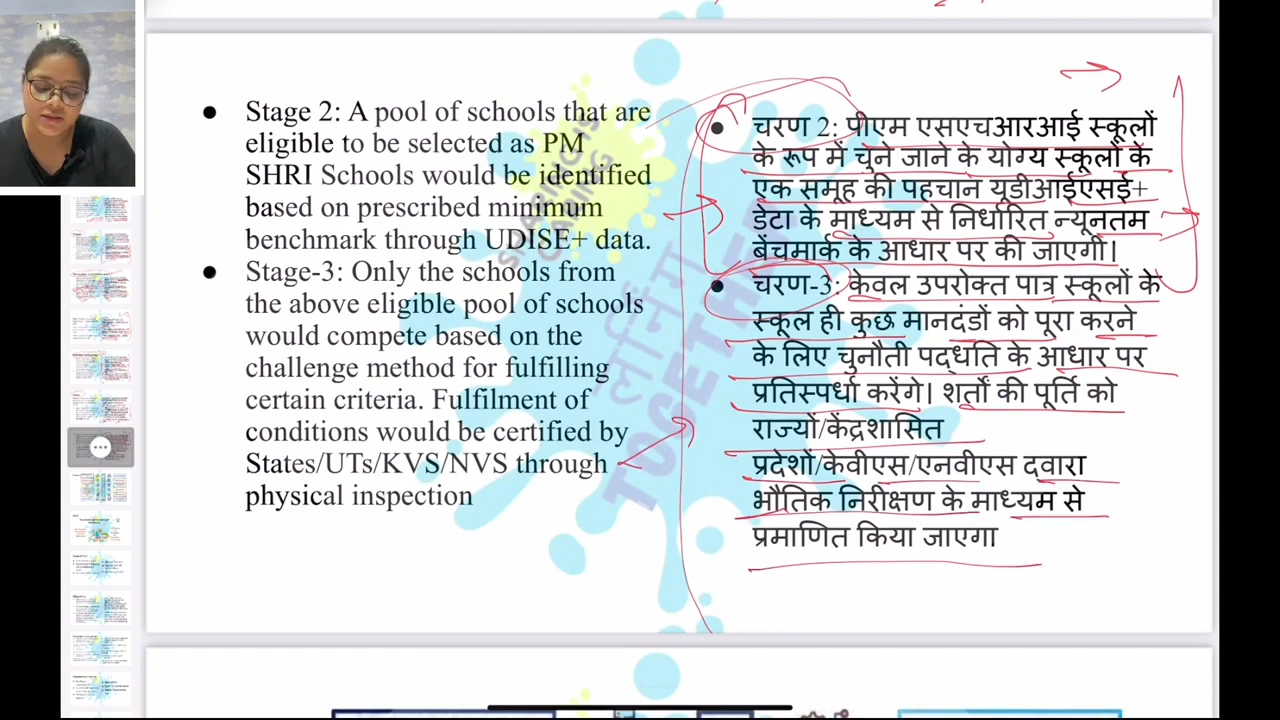 ● Stage 2: A pool of schools that are
eligible to be selected as PM
SHRI Schools would be identified
based on prescribed minimum
benchmark through UDISE+ data.
● Stage-3: Only the schools from
the above eligible pool of schools
would compete based on the
challenge method for fulfilling
certain criteria. Fulfilment of
conditions would be certified by
States/UTs/KVS/NVS through
physical inspection
● चरण 2: पीएम एसएचआरआई स्कूलों
के रूप में चुने जाने के योग्य स्कूलों के
एक समूह की पहचान यूडीआईएसई+
डेटा के माध्यम से निर्धारित न्यूनतम
बेंचमार्क के आधार पर की जाएगी।
● चरण-3: केवल उपरोक्त पात्र स्कूलों के
स्कूल ही कुछ मानदंडों को पूरा करने
के लिए चुनौती पद्धति के आधार पर
प्रतिस्पर्धा करेंगे। शर्तों की पूर्ति को
राज्यों/केंद्रशासित
प्रदेशों/केवीएस/एनवीएस द्वारा
भौतिक निरीक्षण के माध्यम से
प्रमाणित किया जाएगा
TOGETHER